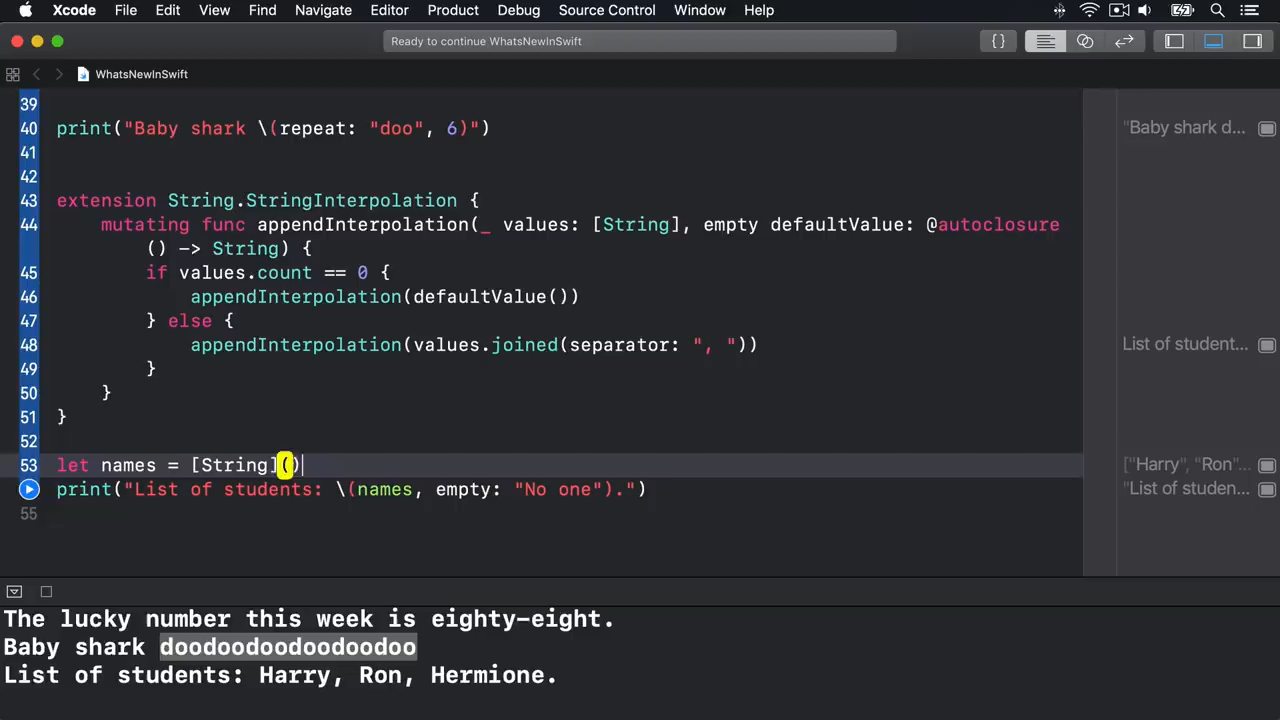 Xcode File Edit View Find Navigate Editor Product Debug Source Control Window Help
Ready to continue WhatsNewInSwift
WhatsNewInSwift
39
40 print("Baby shark \(repeat: "doo", 6)") "Baby shark d...
41
42
43 extension String.StringInterpolation {
44 mutating func appendInterpolation(_ values: [String], empty defaultValue: @autoclosure
() -> String) {
45 if values.count == 0 {
46 appendInterpolation(defaultValue())
47 } else {
48 appendInterpolation(values.joined(separator: ", ")) List of student...
49 }
50 }
51 }
52
53 let names = [String]() ["Harry", "Ron"...
print("List of students: \(names, empty: "No one").") "List of studen...
55
The lucky number this week is eighty-eight.
Baby shark doodoodoodoodoodoo
List of students: Harry, Ron, Hermione.